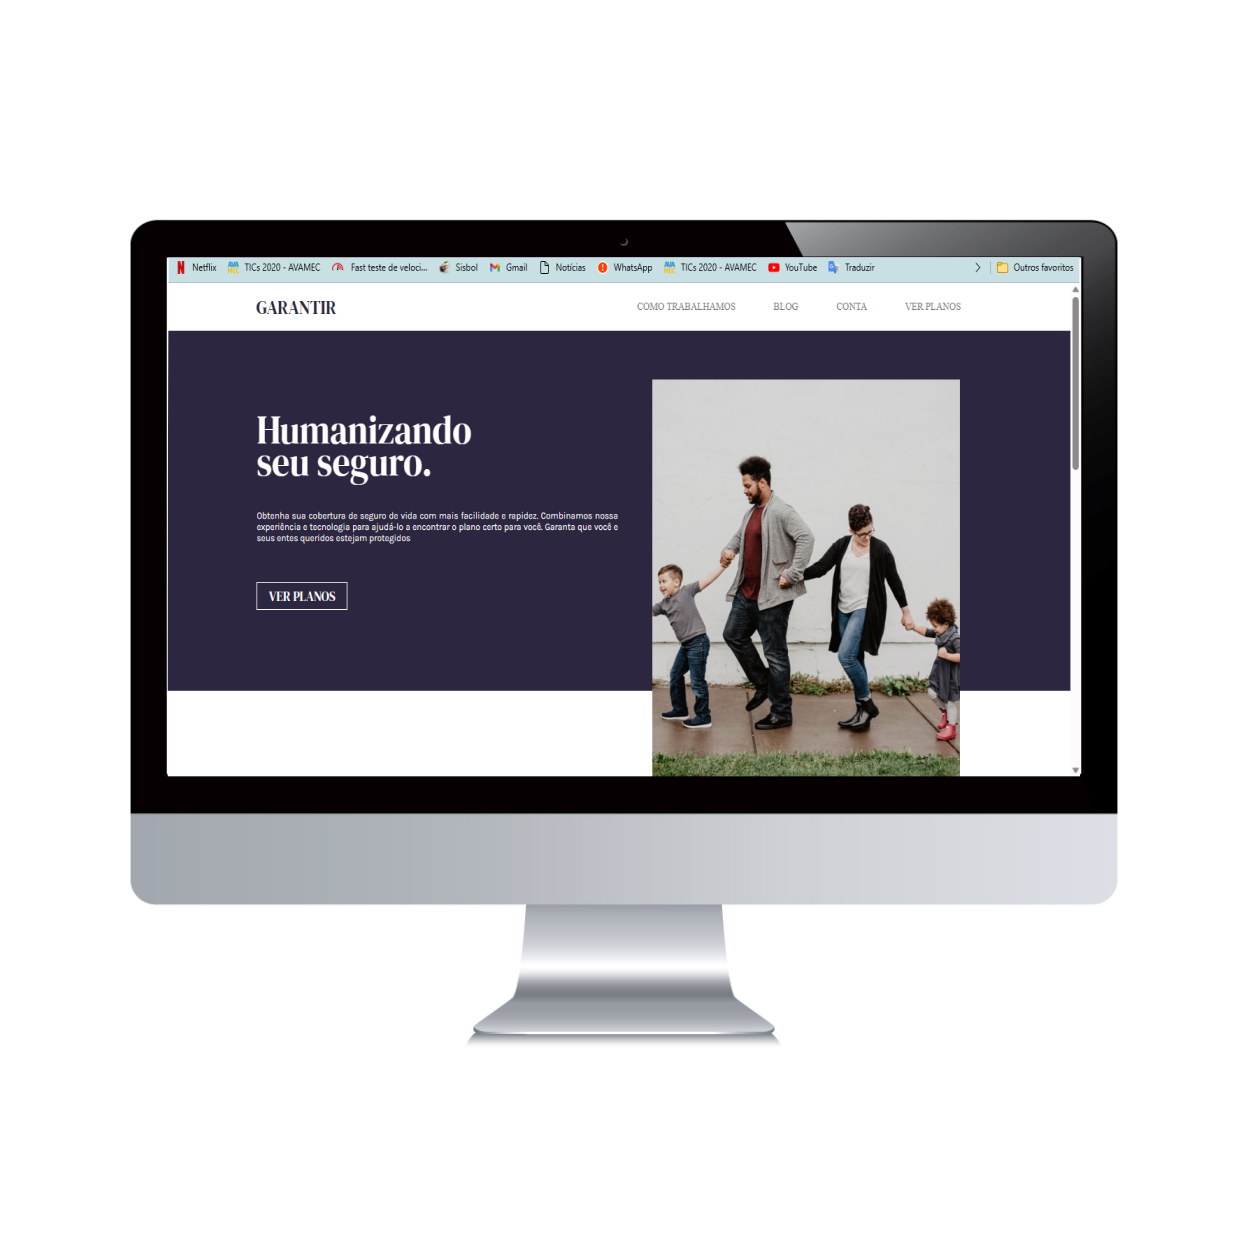 Netflix TICs 2020 - AVAMEC Fast teste de veloci... Sisbol Gmail Notícias WhatsApp TICs 2020 - AVAMEC YouTube Traduzir Outros favoritos
GARANTIR COMO TRABALHAMOS BLOG CONTA VER PLANOS
Humanizando
seu seguro.
Obtenha sua cobertura de seguro de vida com mais facilidade e rapidez. Combinamos nossa
experiência e tecnologia para ajudá-lo a encontrar o plano certo para você. Garanta que você e
seus entes queridos estejam protegidos
VER PLANOS